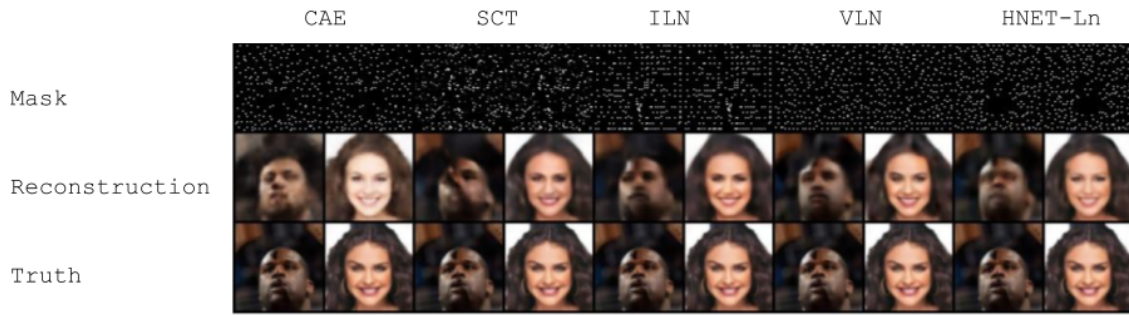 CAE SCT ILN VLN HNET-Ln
Mask
Reconstruction
Truth